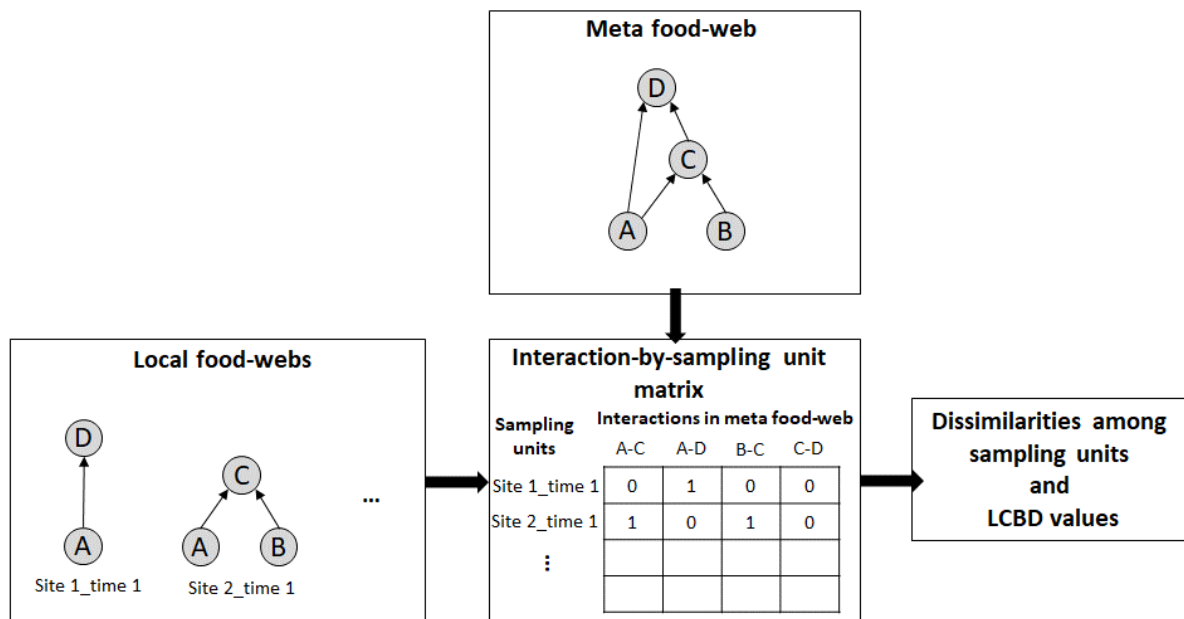 Meta food-web
D
C
A
B
Local food-webs
D
C
...
A
A
B
Site 1_time 1
Site 2_time 1
Interaction-by-sampling unit
matrix
Sampling
units
Interactions in meta food-web
A-C A-D B-C C-D
Site 1_time 1 0 1 0 0
Site 2_time 1 1 0 1 0
⋮
Dissimilarities among
sampling units
and
LCBD values